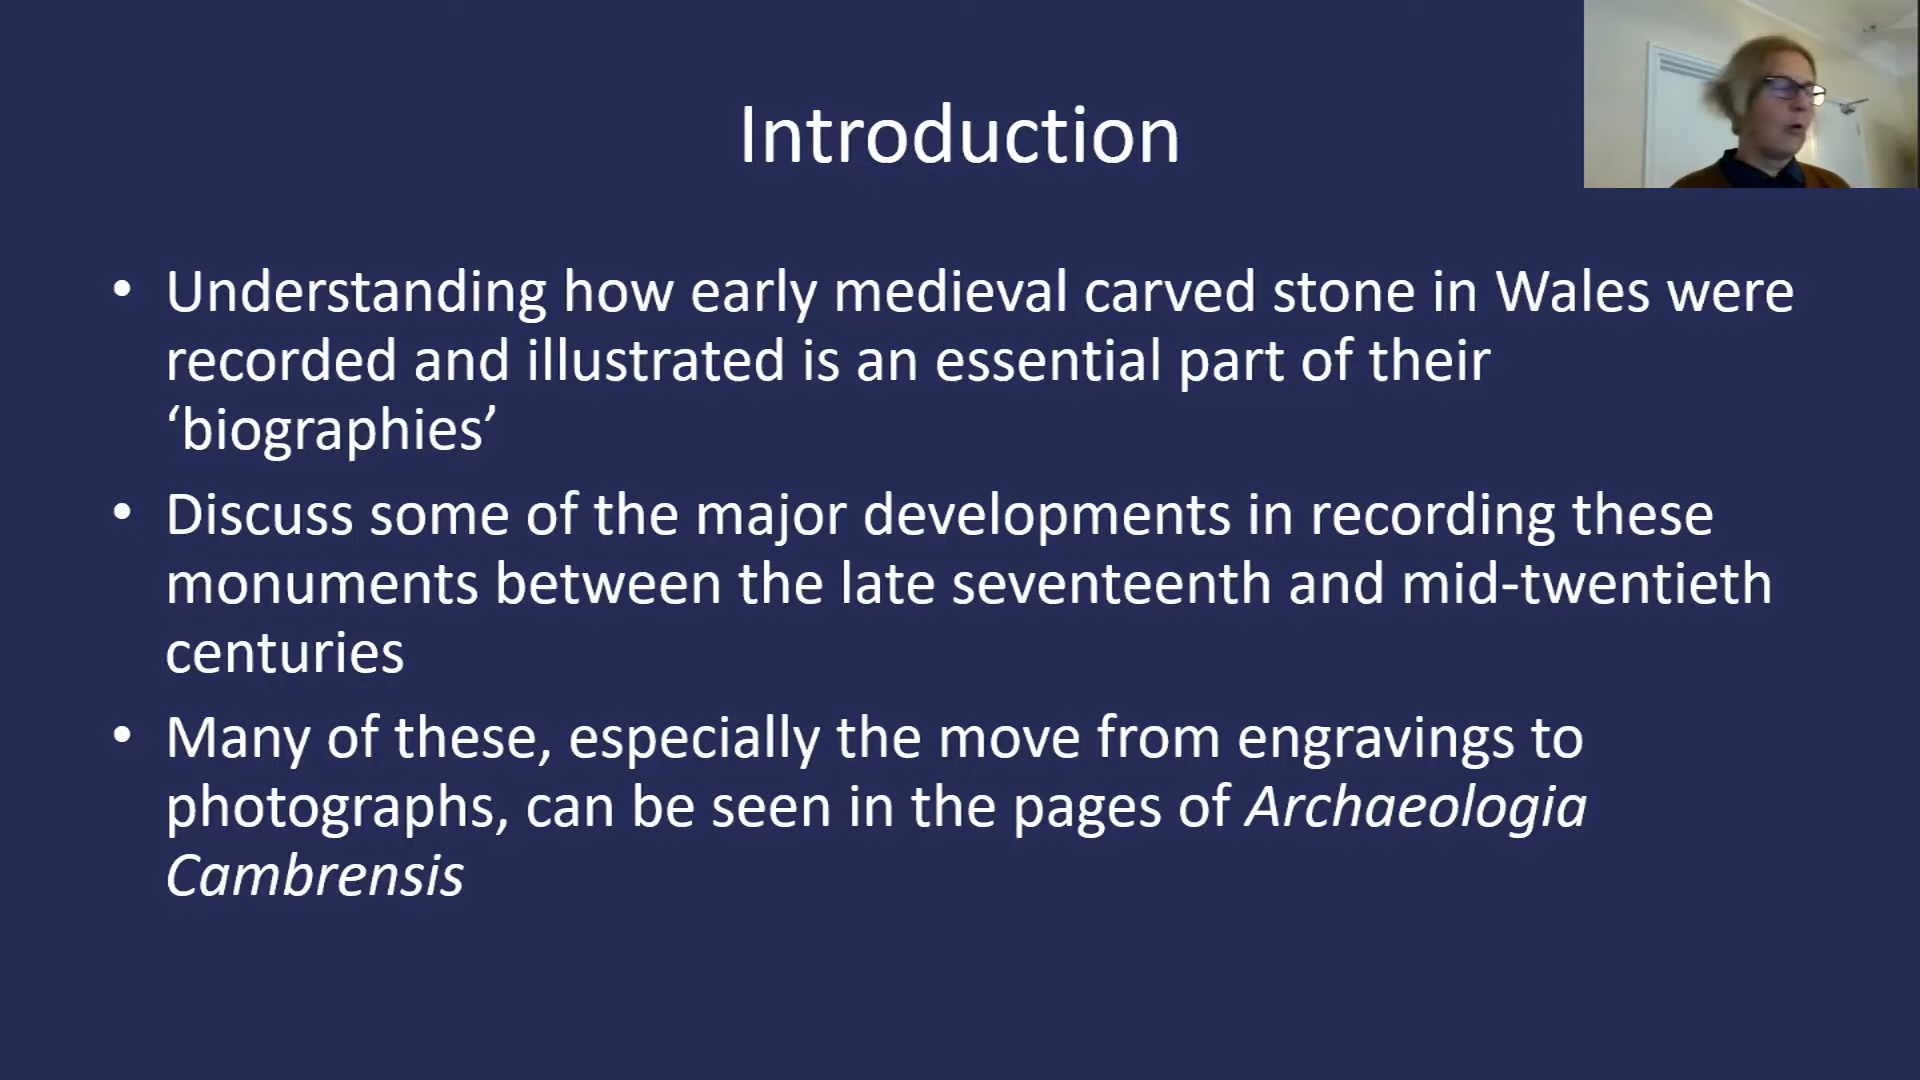 Introduction
• Understanding how early medieval carved stone in Wales were
recorded and illustrated is an essential part of their
‘biographies’
• Discuss some of the major developments in recording these
monuments between the late seventeenth and mid-twentieth
centuries
• Many of these, especially the move from engravings to
photographs, can be seen in the pages of Archaeologia
Cambrensis